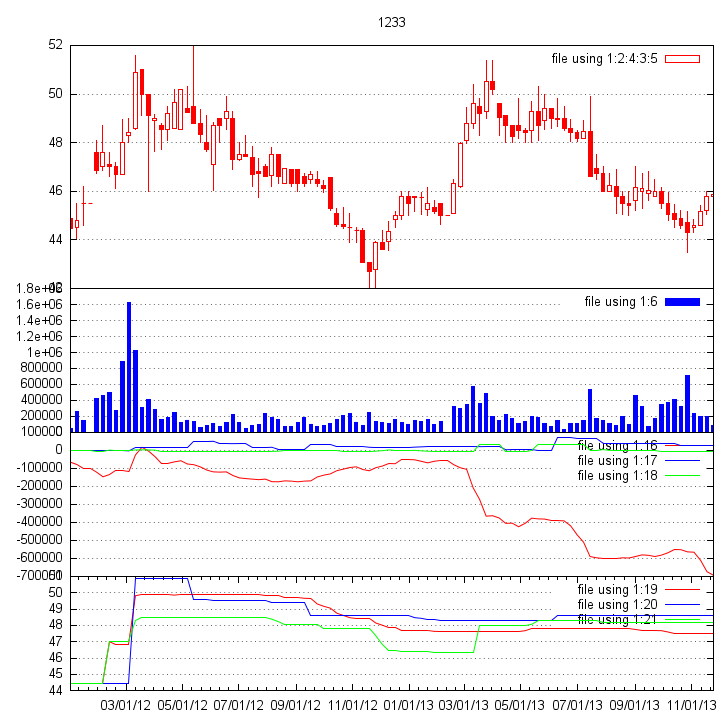 1233
52
file using 1:2:4:3:5
50
48
46
44
42
1.8e+06
file using 1:6
1.6e+06
1.4e+06
1.2e+06
1e+06
800000
600000
400000
200000
0
100000
file using 1:16
0
file using 1:17
-100000
file using 1:18
-200000
-300000
-400000
-500000
-600000
-700000
51
50
file using 1:19
49
file using 1:20
48
file using 1:21
47
46
45
44
03/01/12 05/01/12 07/01/12 09/01/12 11/01/12 01/01/13 03/01/13 05/01/13 07/01/13 09/01/13 11/01/13